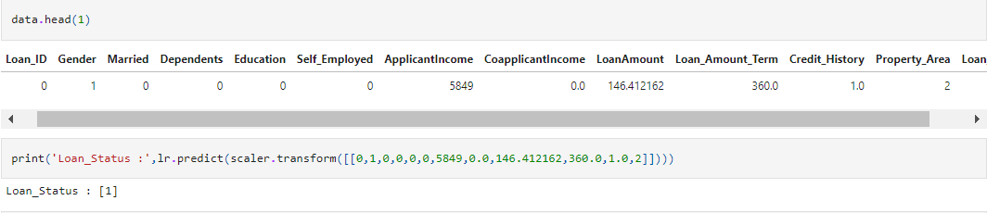 data.head(1)
Loan_ID Gender Married Dependents Education Self_Employed ApplicantIncome CoapplicantIncome LoanAmount Loan_Amount_Term Credit_History Property_Area Loan
0 1 0 0 0 0 5849 0.0 146.412162 360.0 1.0 2
print('Loan_Status :',lr.predict(scaler.transform([[0,1,0,0,0,0,5849,0.0,146.412162,360.0,1.0,2]])))
Loan_Status : [1]